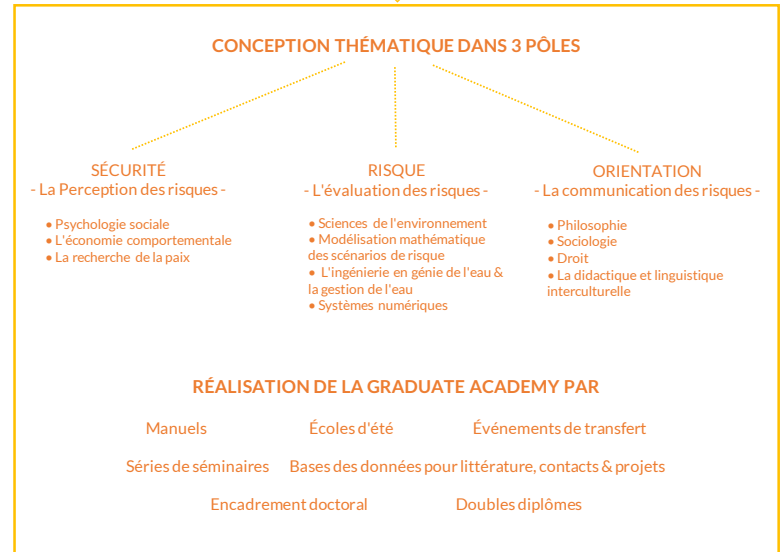 CONCEPTION THÉMATIQUE DANS 3 PÔLES
SÉCURITÉ
- La Perception des risques -
• Psychologie sociale
• L'économie comportementale
• La recherche de la paix
RISQUE
- L'évaluation des risques -
• Sciences de l'environnement
• Modélisation mathématique
des scénarios de risque
• L'ingénierie en génie de l'eau &
la gestion de l'eau
• Systèmes numériques
ORIENTATION
- La communication des risques -
• Philosophie
• Sociologie
• Droit
• La didactique et linguistique
interculturelle
RÉALISATION DE LA GRADUATE ACADEMY PAR
Manuels École​s d'été Événements de transfert
Séries de séminaires Bases des données pour littérature, contacts & projets
Encadrement doctoral Doubles diplômes